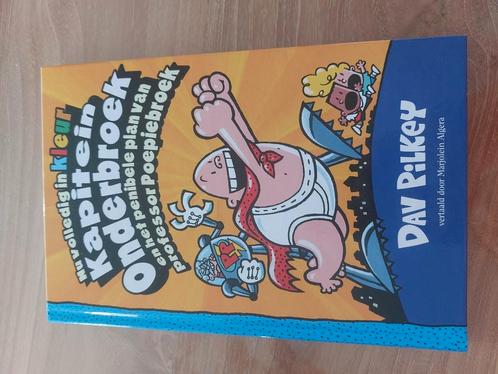 nu volledig in kleur
Kapitein
Onderbroek
en het penibele plan van
professor Poepiebroek
DAV PILKEY
vertaald door Marjolein Algera